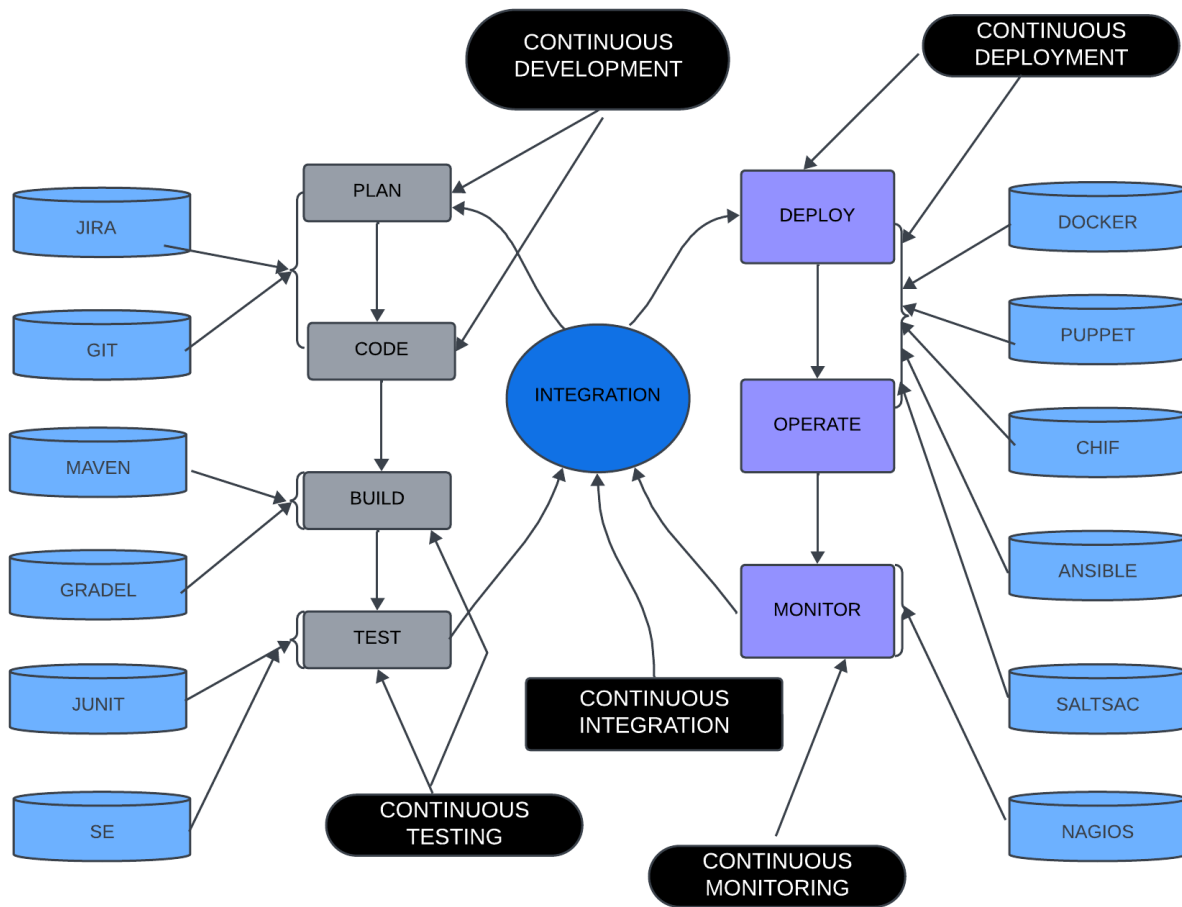 CONTINUOUS
DEVELOPMENT
CONTINUOUS
DEPLOYMENT
PLAN
DEPLOY
JIRA
DOCKER
GIT
CODE
PUPPET
INTEGRATION
OPERATE
MAVEN
BUILD
CHIF
GRADEL
ANSIBLE
TEST
MONITOR
JUNIT
CONTINUOUS
INTEGRATION
SALTSAC
SE
CONTINUOUS
TESTING
NAGIOS
CONTINUOUS
MONITORING